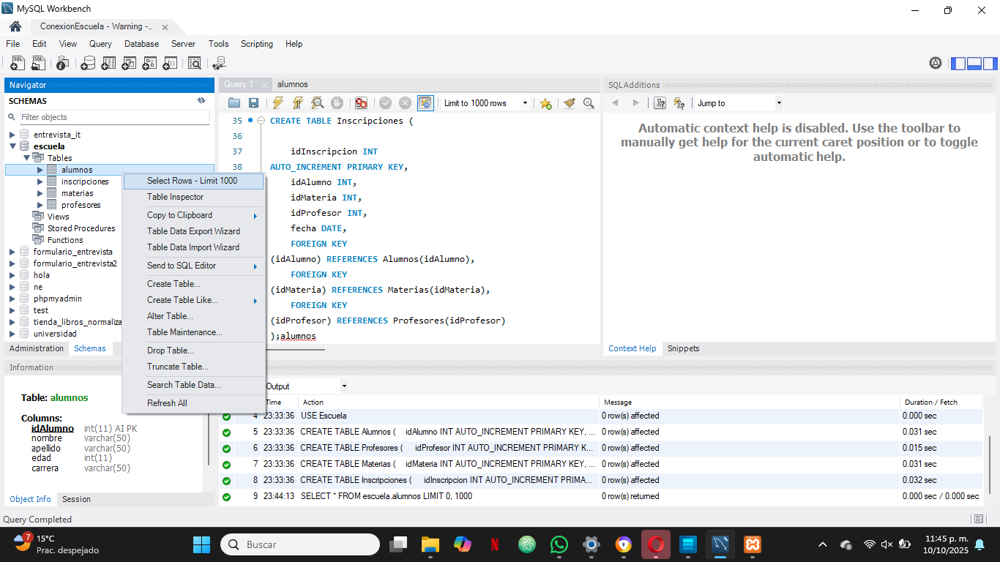 MySQL Workbench
ConexionEscuela - Warning -...
File Edit View Query Database Server Tools Scripting Help
Navigator
SCHEMAS
Filter objects
entrevista_it
escuela
Tables
alumnos
inscripciones
materias
profesores
Views
Stored Procedures
Functions
formulario_entrevista
formulario_entrevista2
hola
ne
phpmyadmin
test
tienda_libros_normaliza
universidad
Administration Schemas
Select Rows - Limit 1000
Table Inspector
Copy to Clipboard
Table Data Export Wizard
Table Data Import Wizard
Send to SQL Editor
Create Table...
Create Table Like...
Alter Table...
Table Maintenance...
Drop Table...
Truncate Table...
Search Table Data...
Refresh All
Query 1 alumnos
Limit to 1000 rows
35 CREATE TABLE Inscripciones (
36
37 idInscripcion INT
38 AUTO_INCREMENT PRIMARY KEY,
idAlumno INT,
idMateria INT,
idProfesor INT,
fecha DATE,
FOREIGN KEY
(idAlumno) REFERENCES Alumnos(idAlumno),
FOREIGN KEY
(idMateria) REFERENCES Materias(idMateria),
FOREIGN KEY
(idProfesor) REFERENCES Profesores(idProfesor)
);alumnos
SQLAdditions
Jump to
Automatic context help is disabled. Use the toolbar to
manually get help for the current caret position or to toggle
automatic help.
Context Help Snippets
Information
Table: alumnos
Columns:
idAlumno int(11) AI PK
nombre varchar(50)
apellido varchar(50)
edad int(11)
carrera varchar(50)
Object Info Session
Output
Time Action Message Duration / Fetch
4 23:33:36 USE Escuela 0 row(s) affected 0.000 sec
5 23:33:36 CREATE TABLE Alumnos ( idAlumno INT AUTO_INCREMENT PRIMARY KEY, ... 0 row(s) affected 0.031 sec
6 23:33:36 CREATE TABLE Profesores ( idProfesor INT AUTO_INCREMENT PRIMARY K... 0 row(s) affected 0.015 sec
7 23:33:36 CREATE TABLE Materias ( idMateria INT AUTO_INCREMENT PRIMARY KEY, ... 0 row(s) affected 0.031 sec
8 23:33:36 CREATE TABLE Inscripciones ( idInscripcion INT AUTO_INCREMENT PRIMA... 0 row(s) affected 0.032 sec
9 23:44:13 SELECT * FROM escuela.alumnos LIMIT 0, 1000 0 row(s) returned 0.000 sec / 0.000 sec
Query Completed
7
15°C
Prac. despejado
Buscar
11:45 p. m.
10/10/2025